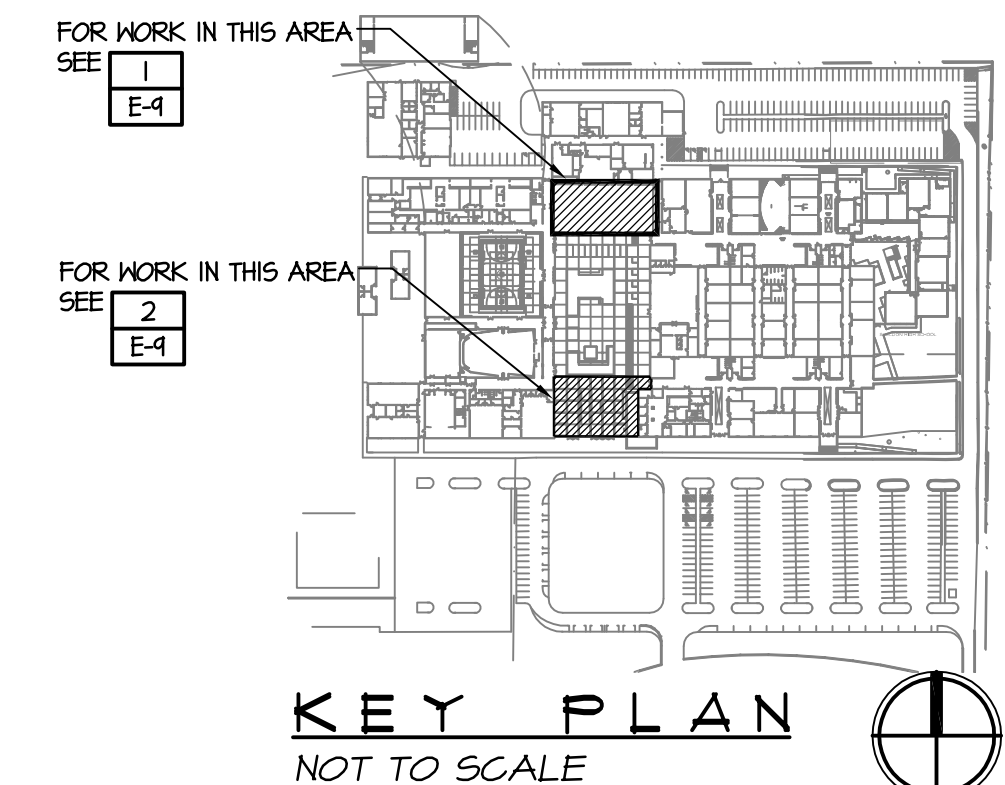 FOR WORK IN THIS AREA
SEE
1
E-9
FOR WORK IN THIS AREA
SEE
2
E-9
KEY PLAN
NOT TO SCALE